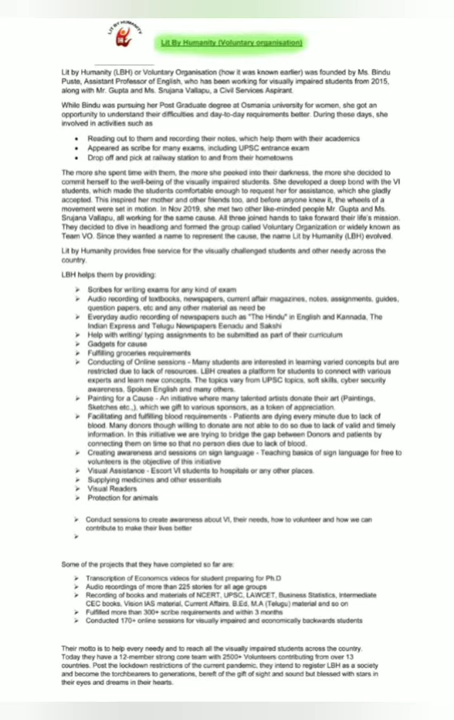 LIT BY HUMANITY
Lit By Humanity (Voluntary organisation)
Lit by Humanity (LBH) or Voluntary Organisation (how it was known earlier) was founded by Ms. Bindu
Puste, Assistant Professor of English, who has been working for visually impaired students from 2015,
along with Mr. Gupta and Ms. Srujana Vallapu, a Civil Services Aspirant.
While Bindu was pursuing her Post Graduate degree at Osmania university for women, she got an
opportunity to understand their difficulties and day-to-day requirements better. During these days, she
involved in activities such as
• Reading out to them and recording their notes, which help them with their academics
• Appeared as scribe for many exams, including UPSC entrance exam
• Drop off and pick at railway station to and from their hometowns
The more she spent time with them, the more she peeked into their darkness, the more she decided to
commit herself to the well-being of the visually impaired students. She developed a deep bond with the VI
students, which made the students comfortable enough to request her for assistance, which she gladly
accepted. This inspired her mother and other friends too, and before anyone knew it, the wheels of a
movement were set in motion. In Nov 2019, she met two other like-minded people Mr. Gupta and Ms.
Srujana Vallapu, all working for the same cause. All three joined hands to take forward their life's mission.
They decided to dive in headlong and formed the group called Voluntary Organization or widely known as
Team VO. Since they wanted a name to represent the cause, the name Lit by Humanity (LBH) evolved.
Lit by Humanity provides free service for the visually challenged students and other needy across the
country.
LBH helps them by providing:
➢ Scribes for writing exams for any kind of exam
➢ Audio recording of textbooks, newspapers, current affair magazines, notes, assignments, guides,
question papers, etc and any other material as need be
➢ Everyday audio recording of newspapers such as "The Hindu" in English and Kannada, The
Indian Express and Telugu Newspapers Eenadu and Sakshi
➢ Help with writing/ typing assignments to be submitted as part of their curriculum
➢ Gadgets for cause
➢ Fulfilling groceries requirements
➢ Conducting of Online sessions - Many students are interested in learning varied concepts but are
restricted due to lack of resources. LBH creates a platform for students to connect with various
experts and learn new concepts. The topics vary from UPSC topics, soft skills, cyber security
awareness, Spoken English and many others.
➢ Painting for a Cause - An initiative where many talented artists donate their art (Paintings,
Sketches etc.,), which we gift to various sponsors, as a token of appreciation.
➢ Facilitating and fulfilling blood requirements - Patients are dying every minute due to lack of
blood. Many donors though willing to donate are not able to do so due to lack of valid and timely
information. In this initiative we are trying to bridge the gap between Donors and patients by
connecting them on time so that no person dies due to lack of blood.
➢ Creating awareness and sessions on sign language - Teaching basics of sign language for free to
volunteers is the objective of this initiative
➢ Visual Assistance - Escort VI students to hospitals or any other places.
➢ Supplying medicines and other essentials
➢ Visual Readers
➢ Protection for animals
➢ Conduct sessions to create awareness about VI, their needs, how to volunteer and how we can
contribute to make their lives better
➢
Some of the projects that they have completed so far are:
➢ Transcription of Economics videos for student preparing for Ph.D
➢ Audio recordings of more than 225 stories for all age groups
➢ Recording of books and materials of NCERT, UPSC, LAWCET, Business Statistics, Intermediate
CEC books, Vision IAS material, Current Affairs, B.Ed, M.A (Telugu) material and so on
➢ Fulfilled more than 300+ scribe requirements and within 3 months
➢ Conducted 170+ online sessions for visually impaired and economically backwards students
Their motto is to help every needy and to reach all the visually impaired students across the country.
Today they have a 12-member strong core team with 2500+ Volunteers contributing from over 13
countries. Post the lockdown restrictions of the current pandemic, they intend to register LBH as a society
and become the torchbearers to generations, bereft of the gift of sight and sound but blessed with stars in
their eyes and dreams in their hearts.